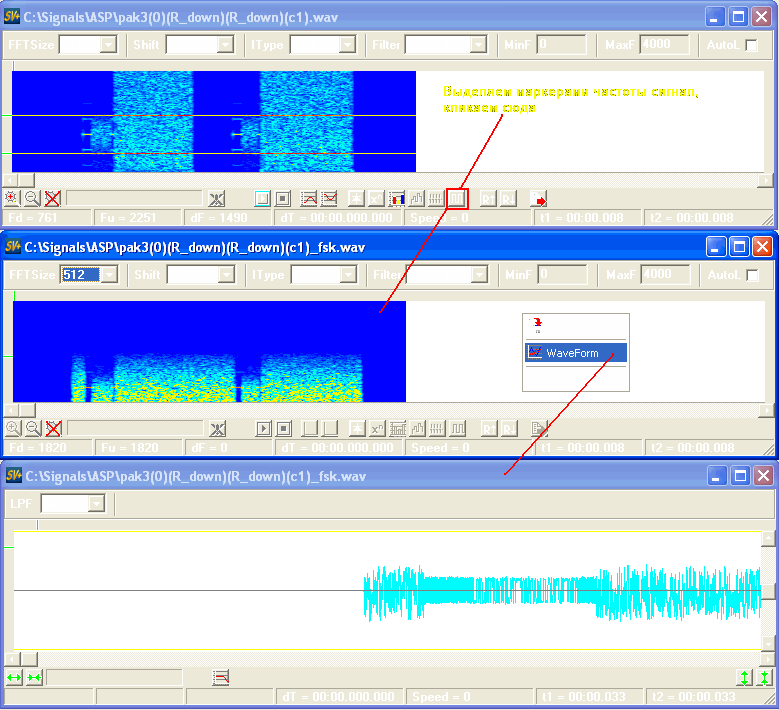 SV+ C:\Signals\ASP\pak3(0)(R_down)(R_down)(c1).wav
FFTSize Shift IType Filter MinF 0 MaxF 4000 AutoL
Выделяем маркерами частоты сигнал,
кликаем сюда
Fd = 761 Fu = 2251 dF = 1490 dT = 00:00.000.000 Speed = 0 t1 = 00:00.008 t2 = 00:00.008
SV+ C:\Signals\ASP\pak3(0)(R_down)(R_down)(c1)_fsk.wav
FFTSize 512 Shift IType Filter MinF 0 MaxF 4000 AutoL
WaveForm
Fd = 1820 Fu = 1820 dF = 0 dT = 00:00.000.000 Speed = 0 t1 = 00:00.008 t2 = 00:00.008
SV+ C:\Signals\ASP\pak3(0)(R_down)(R_down)(c1)_fsk.wav
LPF
dT = 00:00.000.000 Speed = 0 t1 = 00:00.033 t2 = 00:00.033